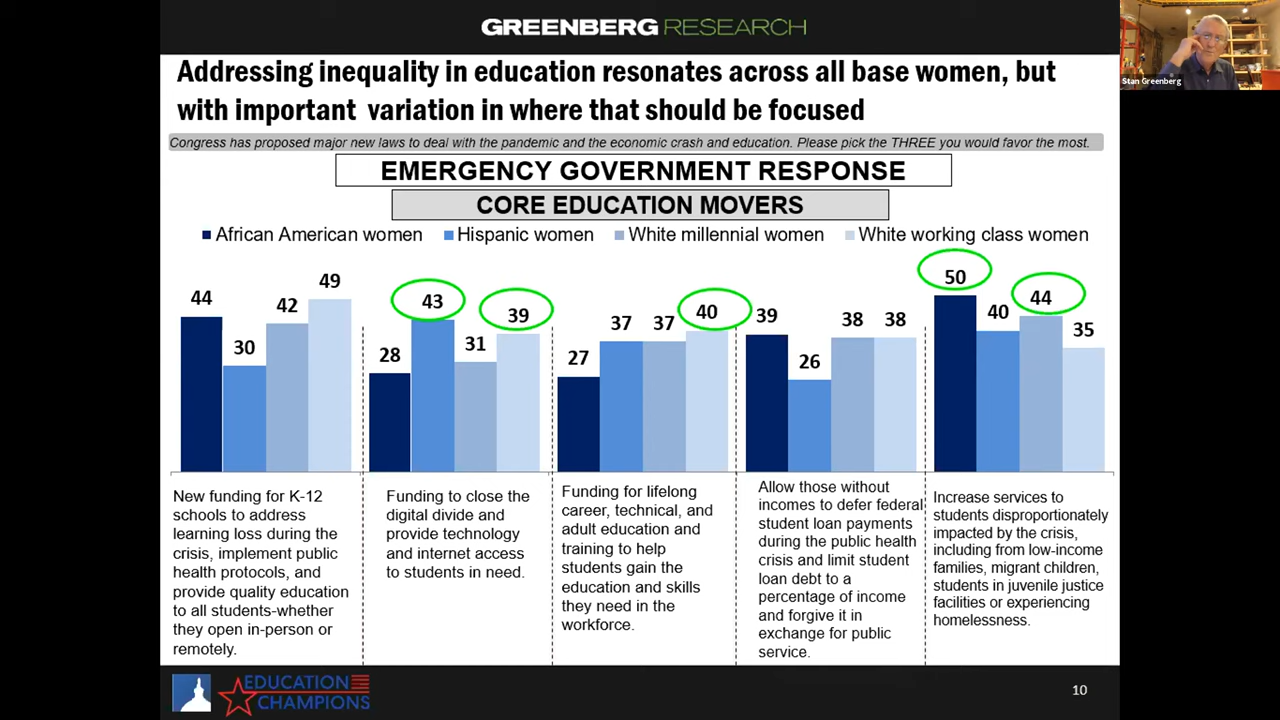 GREENBERG RESEARCH
Stan Greenberg
Addressing inequality in education resonates across all base women, but
with important variation in where that should be focused
Congress has proposed major new laws to deal with the pandemic and the economic crash and education. Please pick the THREE you would favor the most.
EMERGENCY GOVERNMENT RESPONSE
CORE EDUCATION MOVERS
African American women Hispanic women White millennial women White working class women
44 30 42 49
28 43 31 39
27 37 37 40
39 26 38 38
50 40 44 35
New funding for K-12
schools to address
learning loss during the
crisis, implement public
health protocols, and
provide quality education
to all students-whether
they open in-person or
remotely.
Funding to close the
digital divide and
provide technology
and internet access
to students in need.
Funding for lifelong
career, technical, and
adult education and
training to help
students gain the
education and skills
they need in the
workforce.
Allow those without
incomes to defer federal
student loan payments
during the public health
crisis and limit student
loan debt to a
percentage of income
and forgive it in
exchange for public
service.
Increase services to
students disproportionately
impacted by the crisis,
including from low-income
families, migrant children,
students in juvenile justice
facilities or experiencing
homelessness.
EDUCATION
CHAMPIONS
10